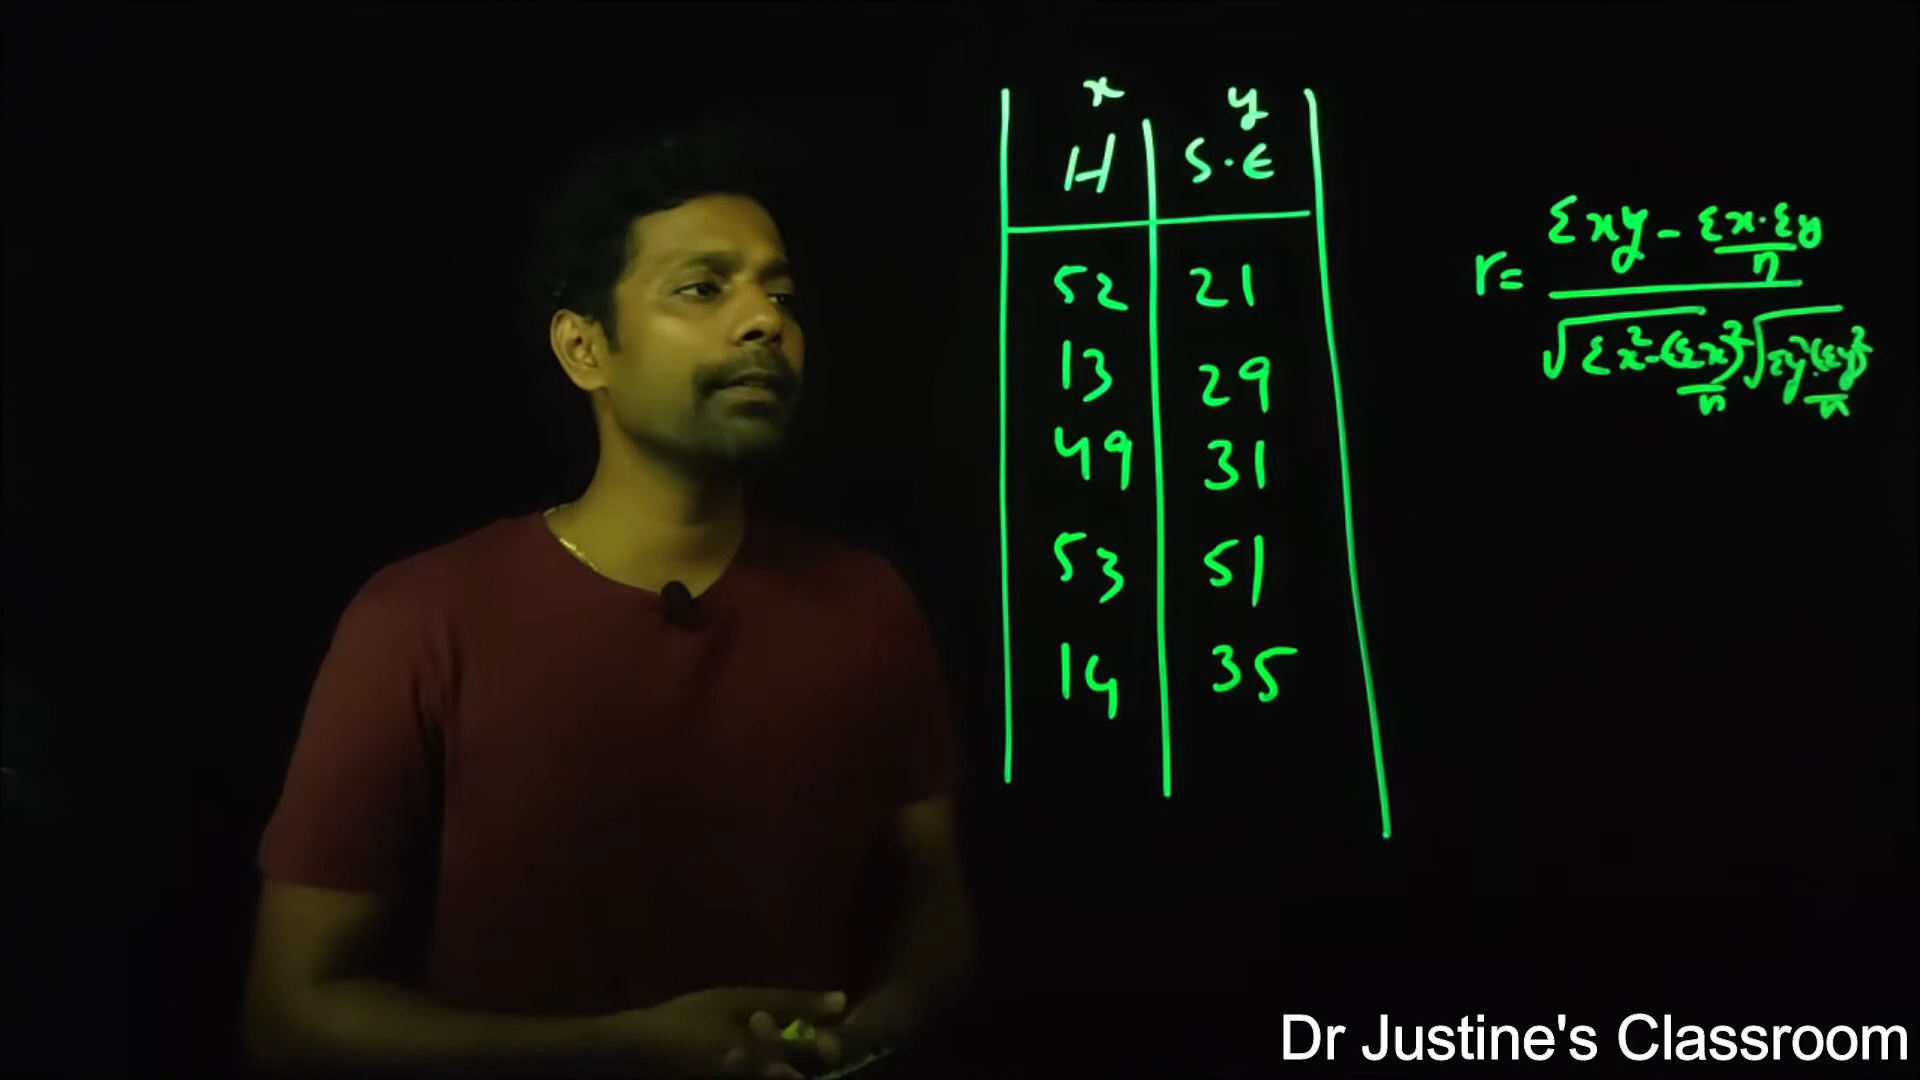 x y
H S.E
52 21
13 29
49 31
53 51
14 35
r = Σxy - Σx·Σy/n
√Σx²-(Σx)²/n √Σy²-(Σy)²/n
Dr Justine's Classroom